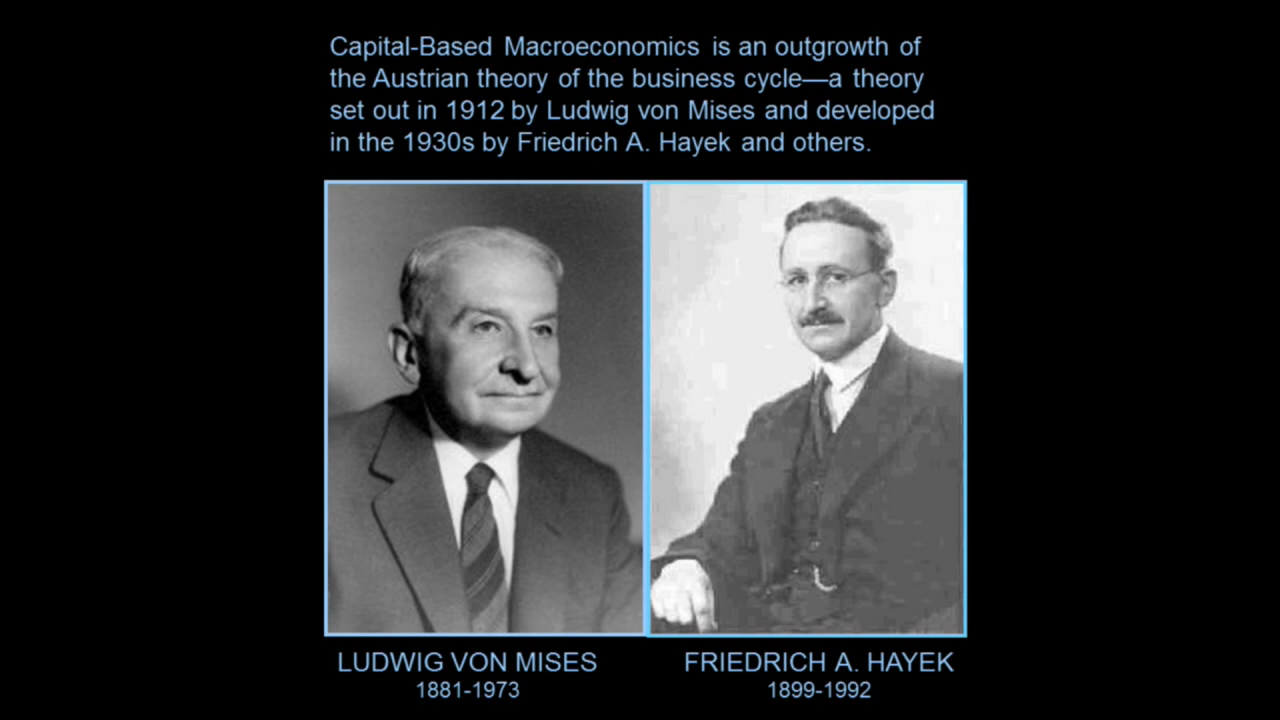 Capital-Based Macroeconomics is an outgrowth of
the Austrian theory of the business cycle—a theory
set out in 1912 by Ludwig von Mises and developed
in the 1930s by Friedrich A. Hayek and others.
LUDWIG VON MISES
1881-1973
FRIEDRICH A. HAYEK
1899-1992